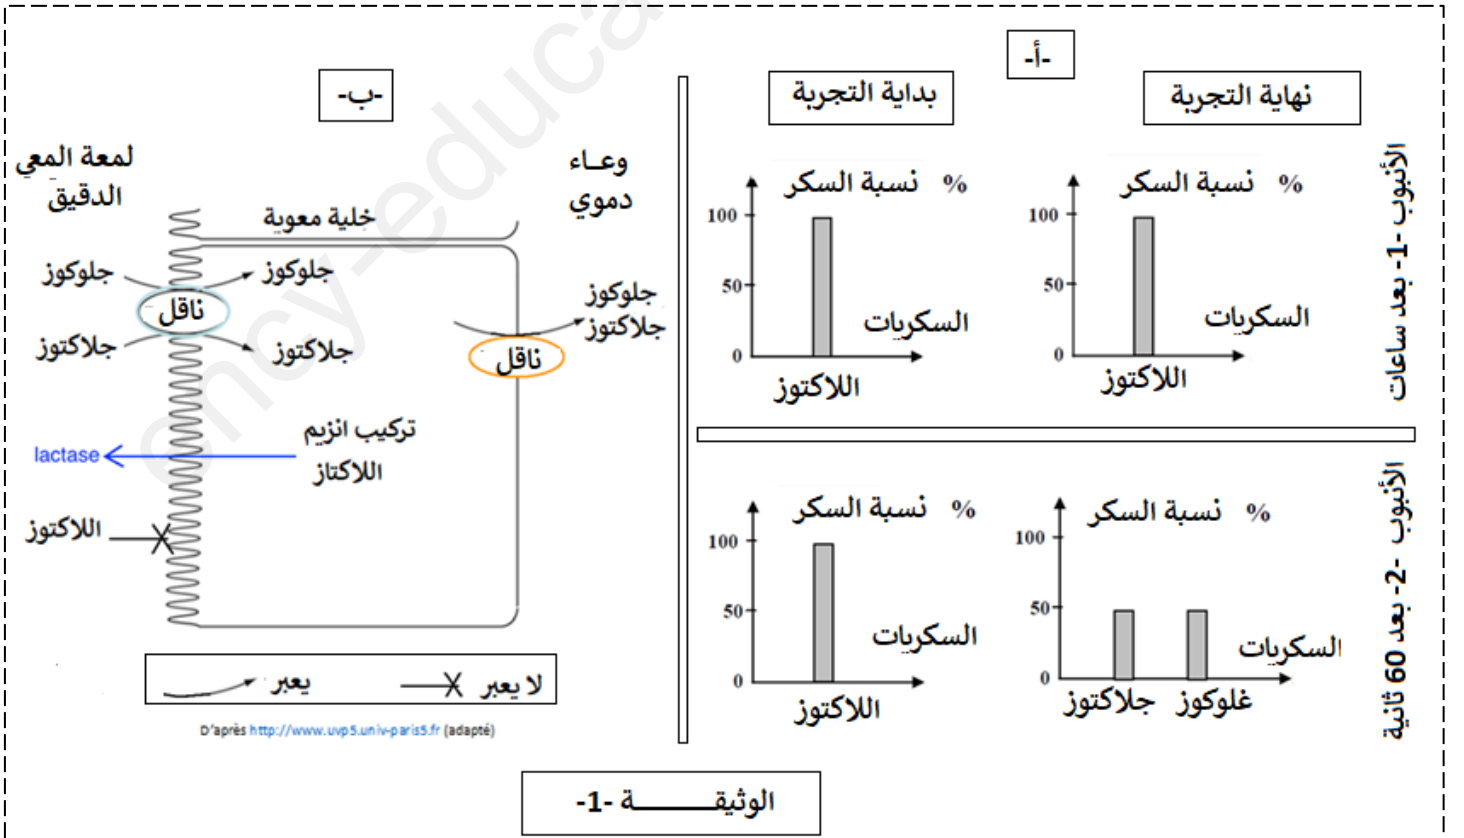 -أ-
نهاية التجربة
بداية التجربة
-ب-
الأنبوب -1- بعد ساعات
نسبة السكر %
100
50
0
السكريات
اللاكتوز
نسبة السكر %
100
50
0
السكريات
اللاكتوز
الأنبوب -2- بعد 60 ثانية
نسبة السكر %
100
50
0
السكريات
غلوكوز
جلاكتوز
نسبة السكر %
100
50
0
السكريات
اللاكتوز
وعـاء
دموي
لمعة المعي
الدقيق
خلية معوية
جلوكوز
جلوكوز
ناقل
جلاكتوز
جلاكتوز
جلوكوز
جلاكتوز
ناقل
تركيب انزيم
اللاكتاز
lactase
اللاكتوز
يعبر
لا يعبر
D'après http://www.uvp5.univ-paris5.fr (adapté)
الوثيقـــــــــة -1-
ency-educa